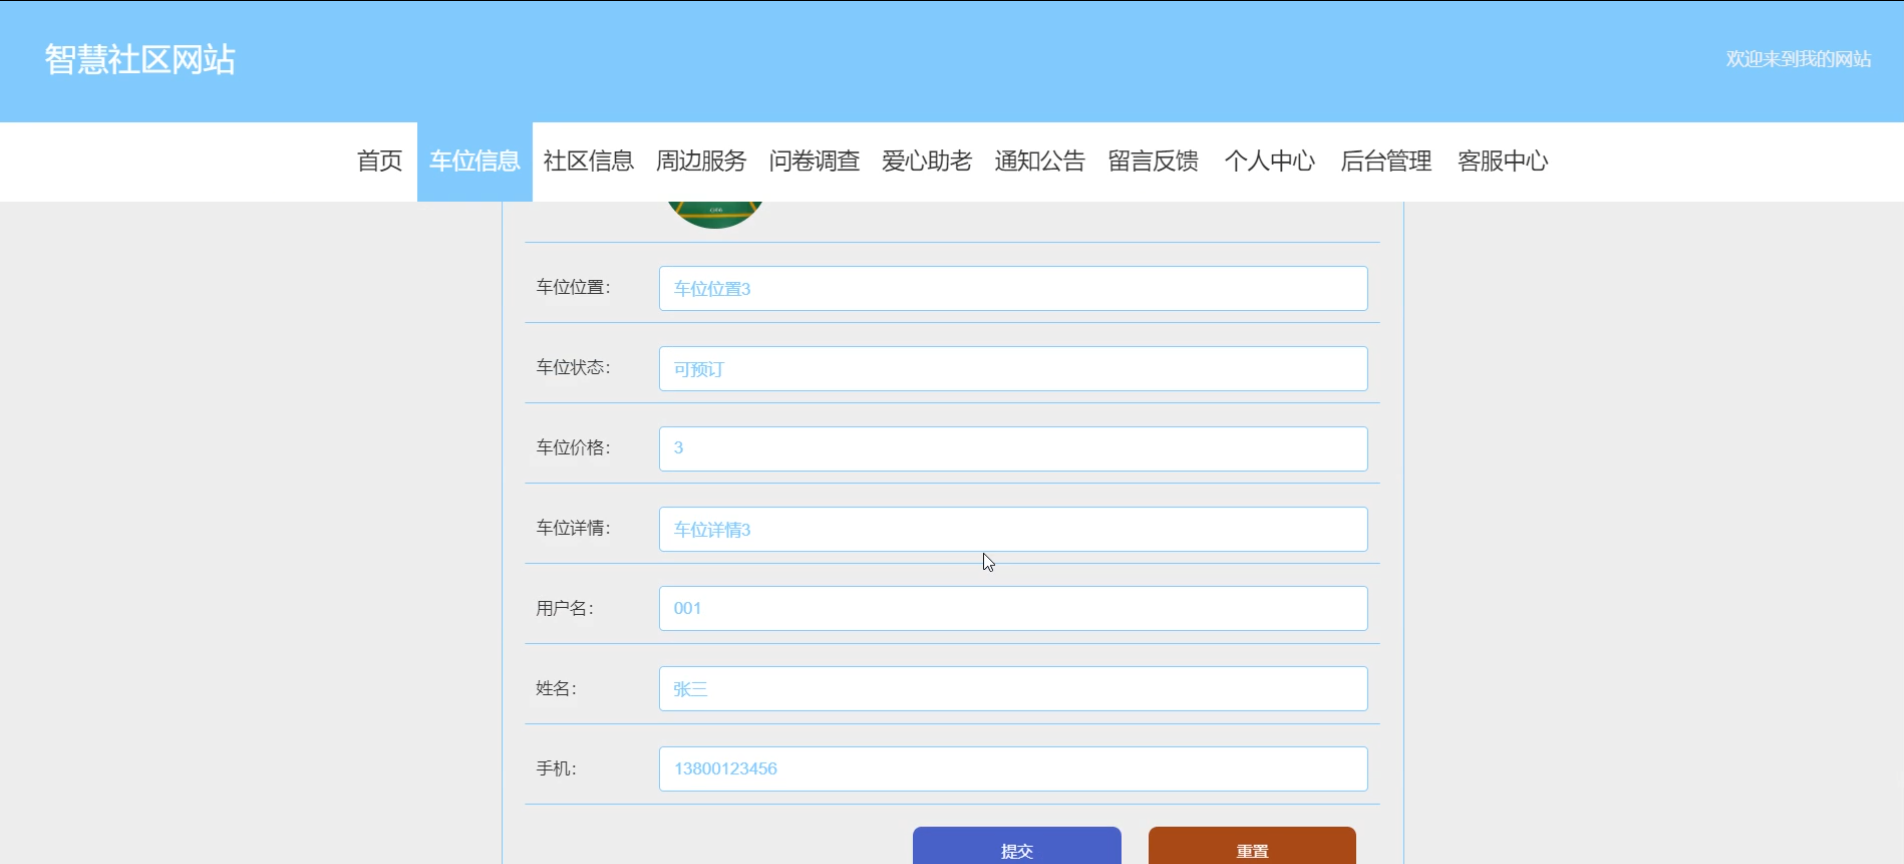 智慧社区网站
欢迎来到我的网站
首页 车位信息 社区信息 周边服务 问卷调查 爱心助老 通知公告 留言反馈 个人中心 后台管理 客服中心
车位位置： 车位位置3
车位状态： 可预订
车位价格： 3
车位详情： 车位详情3
用户名： 001
姓名： 张三
手机： 13800123456
提交 重置